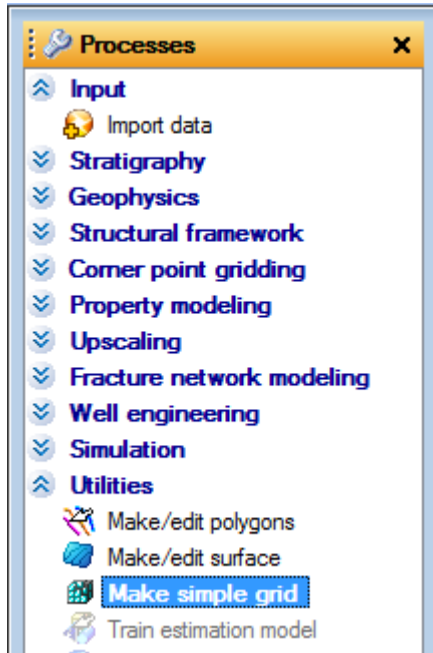 Processes
Input
Import data
Stratigraphy
Geophysics
Structural framework
Corner point gridding
Property modeling
Upscaling
Fracture network modeling
Well engineering
Simulation
Utilities
Make/edit polygons
Make/edit surface
Make simple grid
Train estimation model